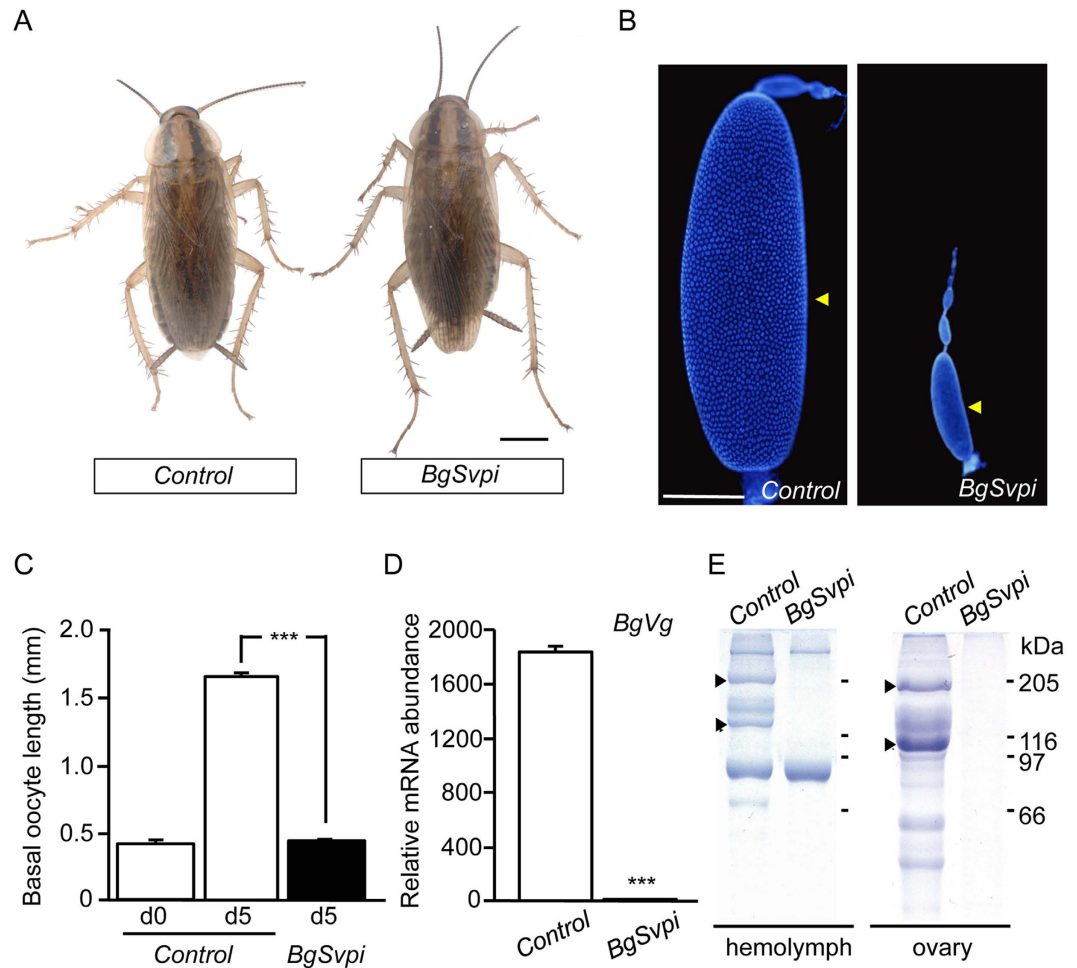 A
Control
BgSvpi
B
Control
BgSvpi
C
Basal oocyte length (mm)
2.0
1.5
1.0
0.5
0
***
d0
d5
d5
Control
BgSvpi
D
Relative mRNA abundance
2000
1600
1200
800
400
0
BgVg
***
Control
BgSvpi
E
Control
BgSvpi
Control
BgSvpi
kDa
205
116
97
66
hemolymph
ovary